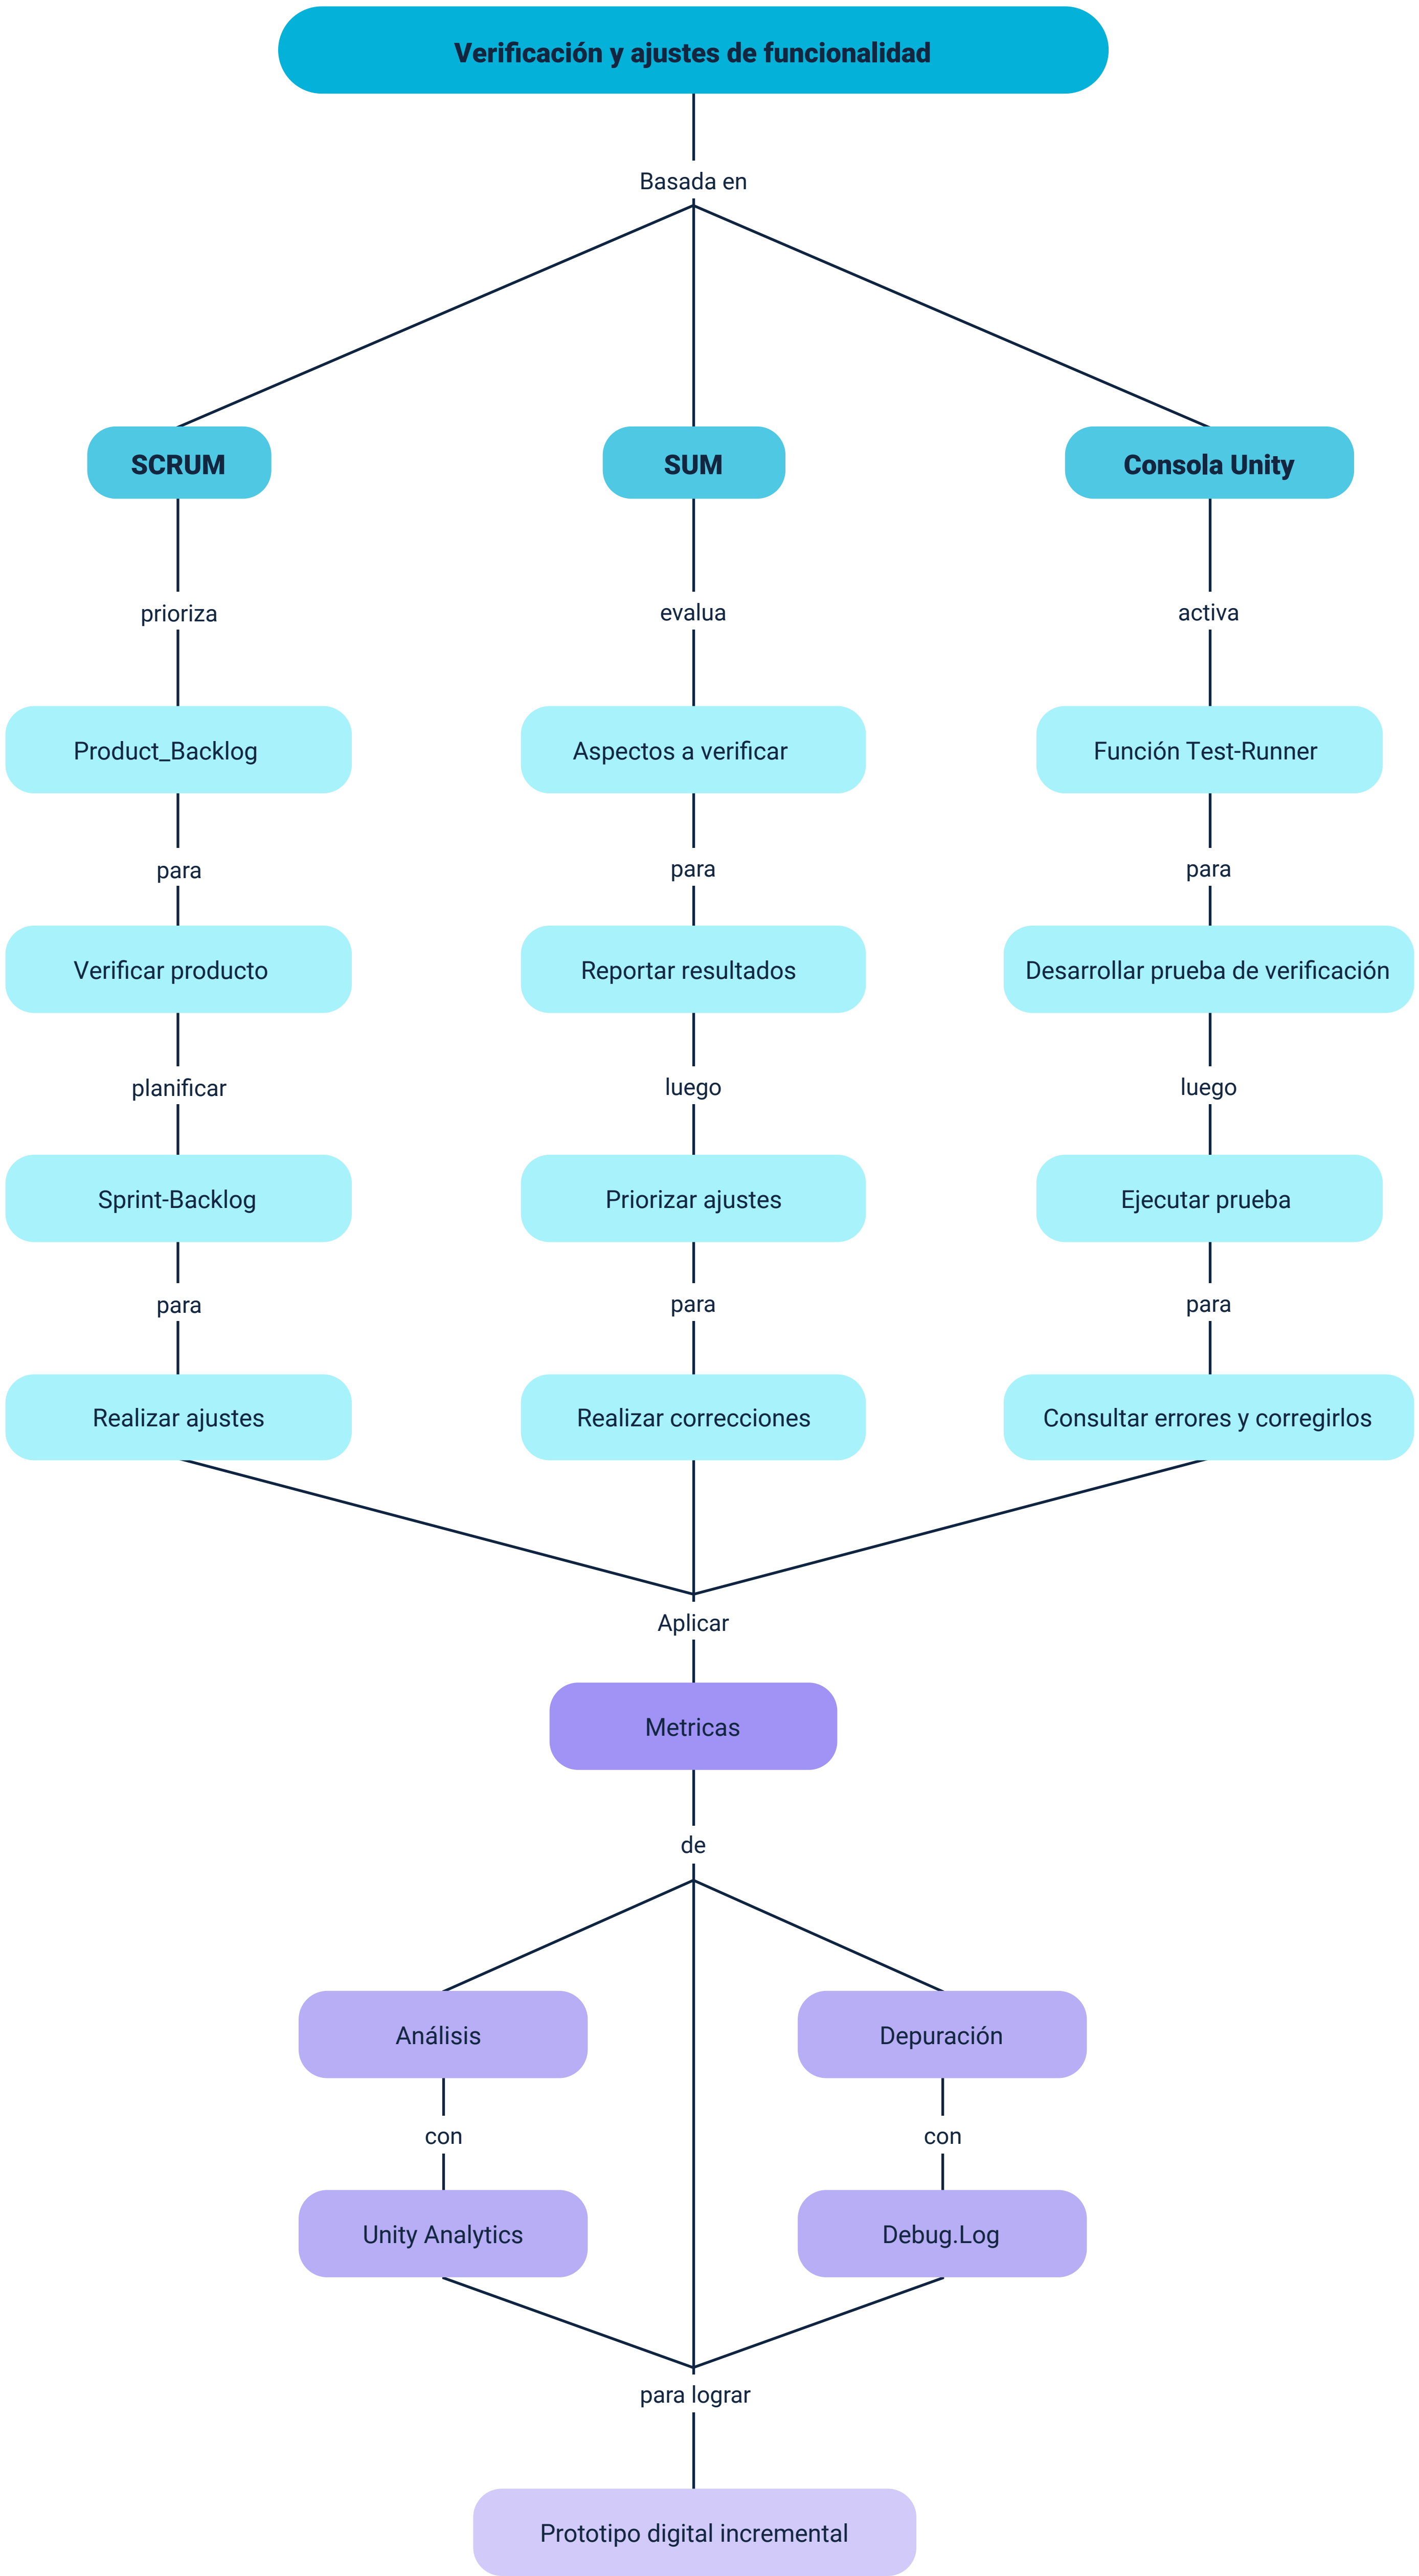 Verificación y ajustes de funcionalidad
Basada en
SCRUM
SUM
Consola Unity
prioriza
evalua
activa
Product_Backlog
Aspectos a verificar
Función Test-Runner
para
para
para
Verificar producto
Reportar resultados
Desarrollar prueba de verificación
planificar
luego
luego
Sprint-Backlog
Priorizar ajustes
Ejecutar prueba
para
para
para
Realizar ajustes
Realizar correcciones
Consultar errores y corregirlos
Aplicar
Metricas
de
Análisis
Depuración
con
con
Unity Analytics
Debug.Log
para lograr
Prototipo digital incremental